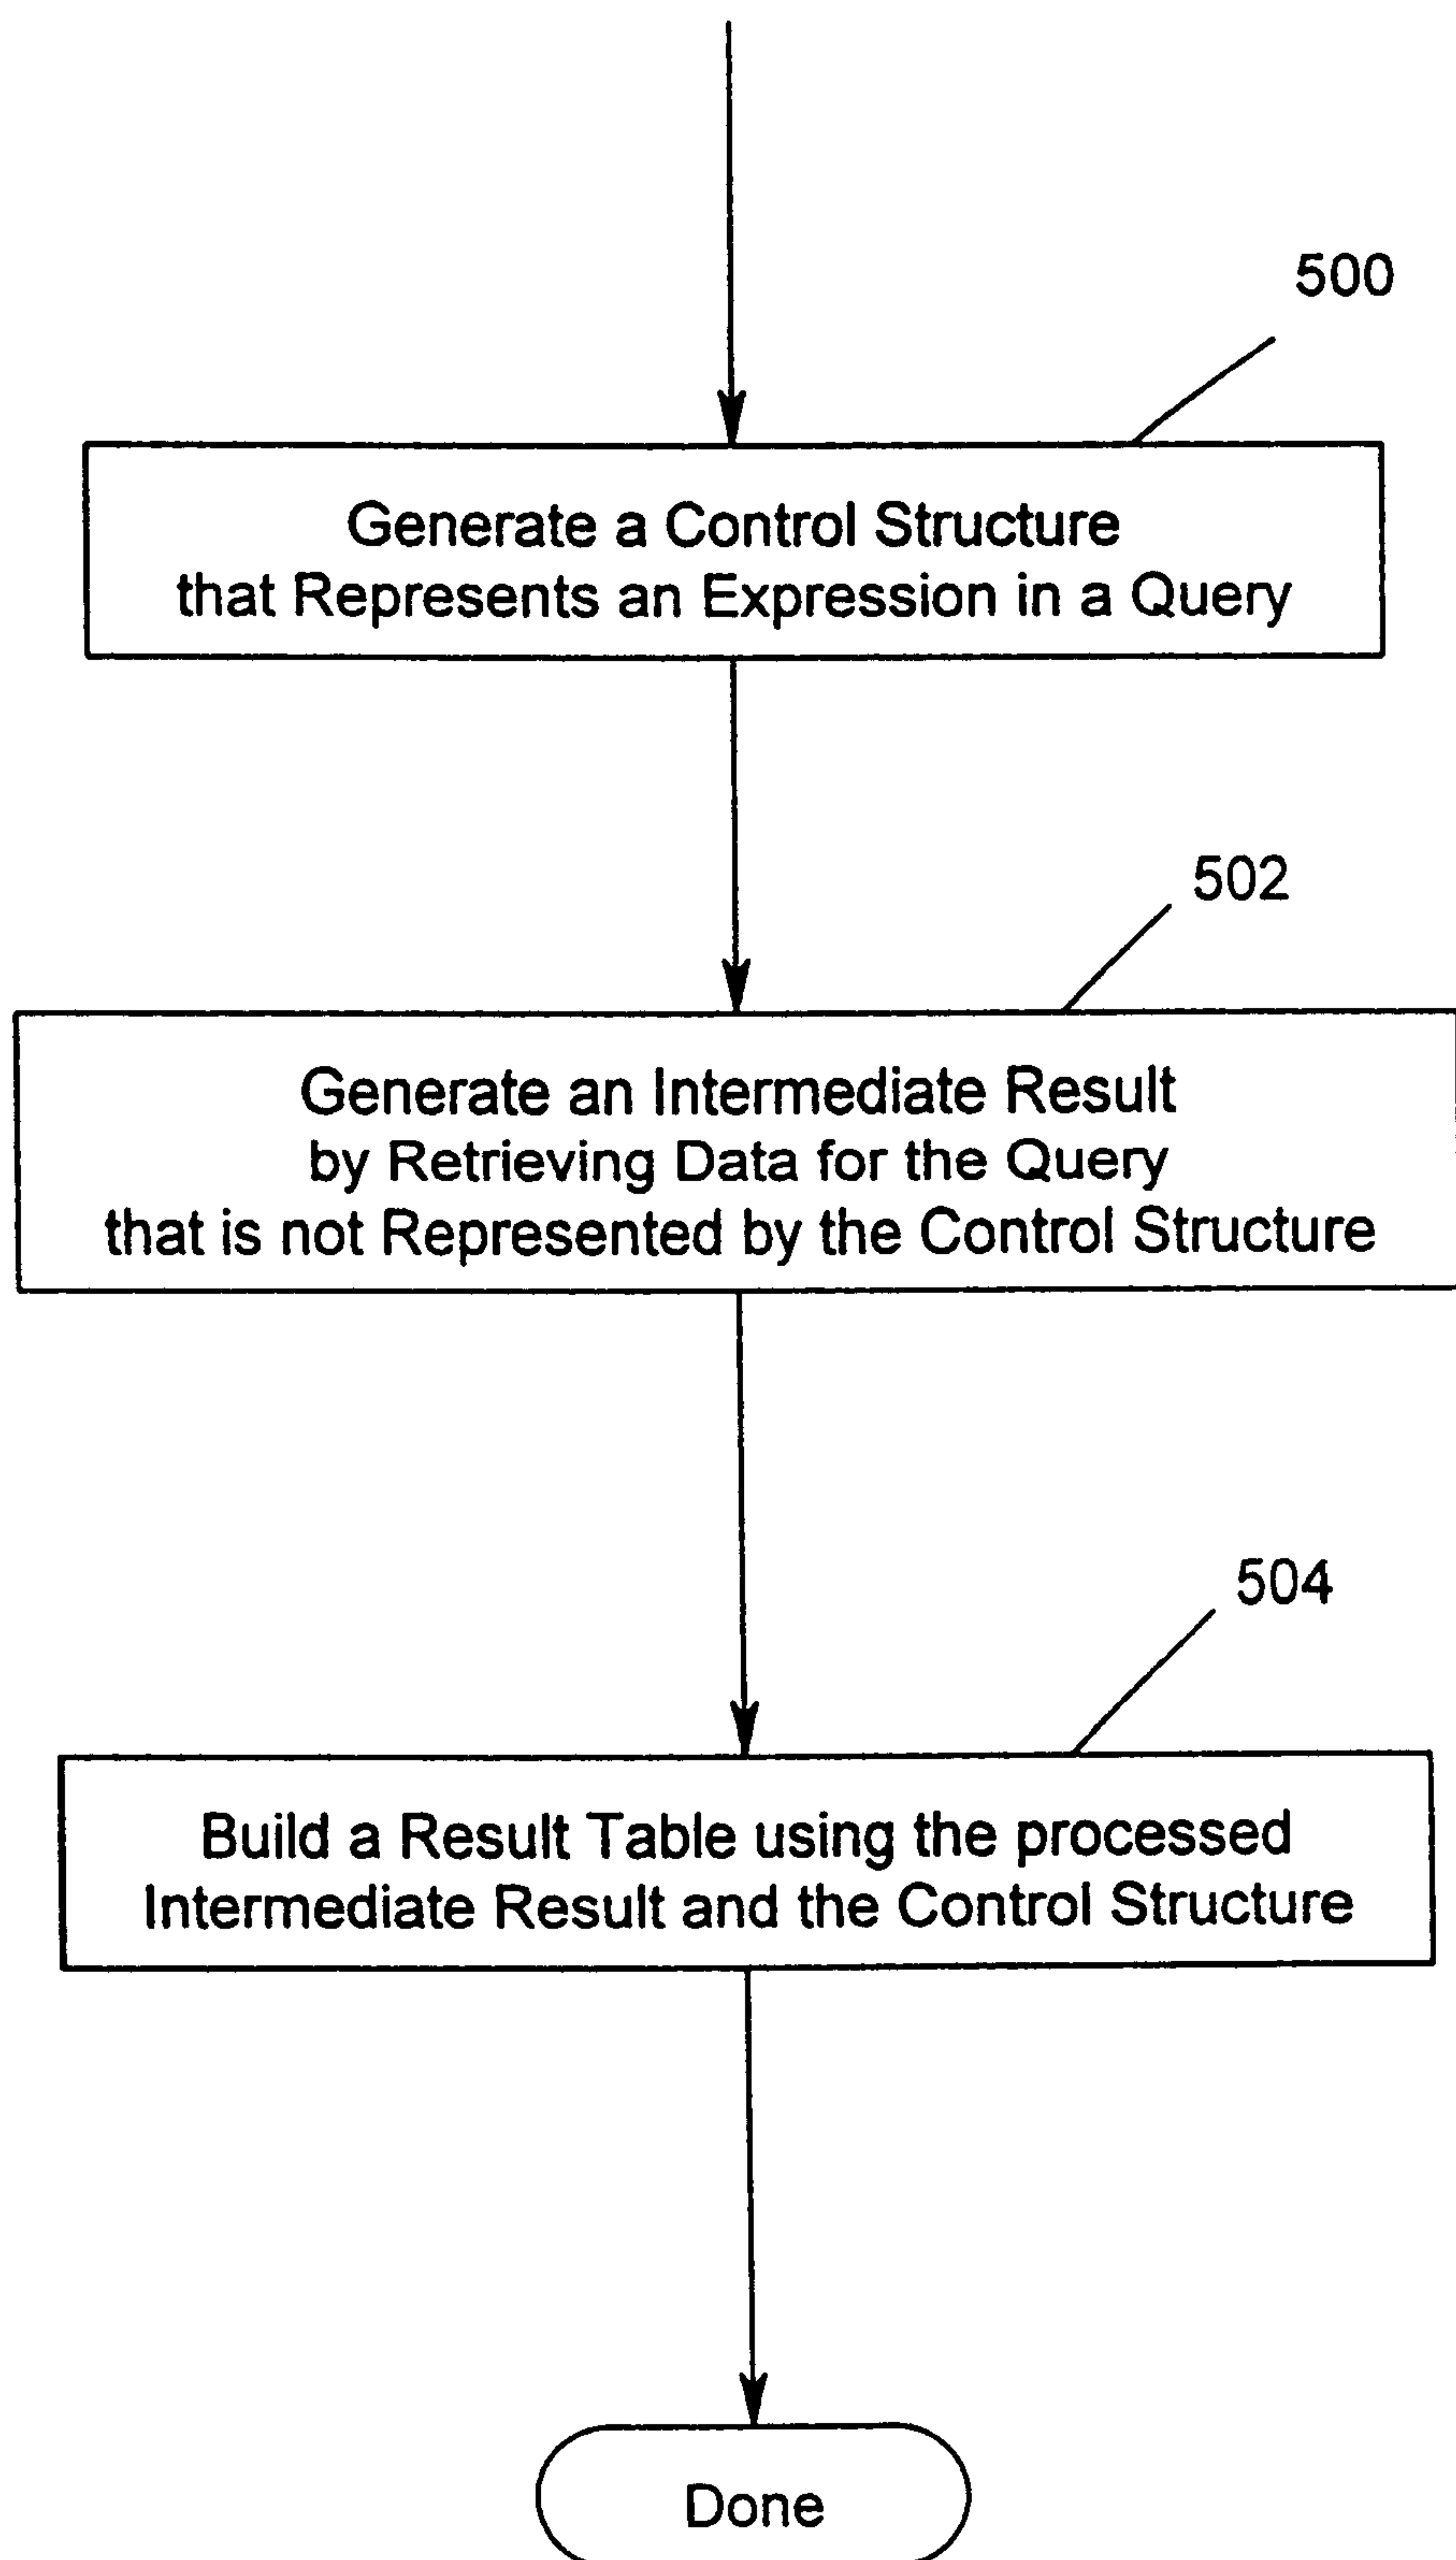 500
Generate a Control Structure
that Represents an Expression in a Query
502
Generate an Intermediate Result
by Retrieving Data for the Query
that is not Represented by the Control Structure
504
Build a Result Table using the processed
Intermediate Result and the Control Structure
Done